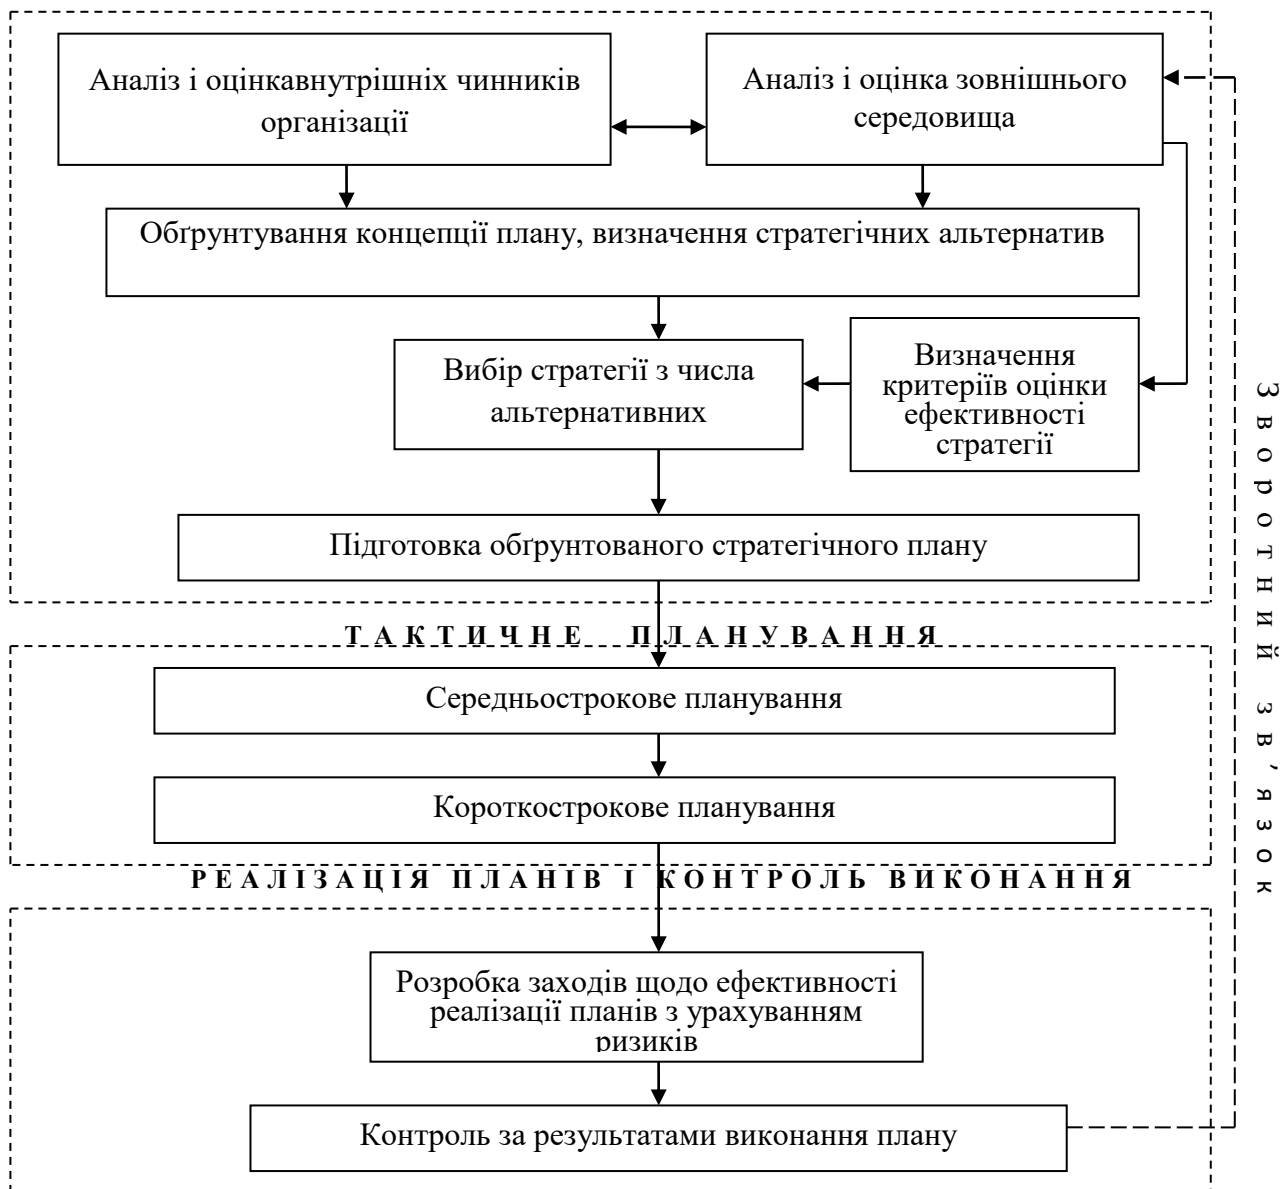 Аналіз і оцінкавнутрішніх чинників
організації
Аналіз і оцінка зовнішнього
середовища
Обґрунтування концепції плану, визначення стратегічних альтернатив
Вибір стратегії з числа
альтернативних
Визначення
критеріїв оцінки
ефективності
стратегії
Підготовка обґрунтованого стратегічного плану
ТАКТИЧНЕ ПЛАНУВАННЯ
Середньострокове планування
Короткострокове планування
РЕАЛІЗАЦІЯ ПЛАНІВ І КОНТРОЛЬ ВИКОНАННЯ
Розробка заходів щодо ефективності
реалізації планів з урахуванням
ризиків
Контроль за результатами виконання плану
Зворотний зв’язок